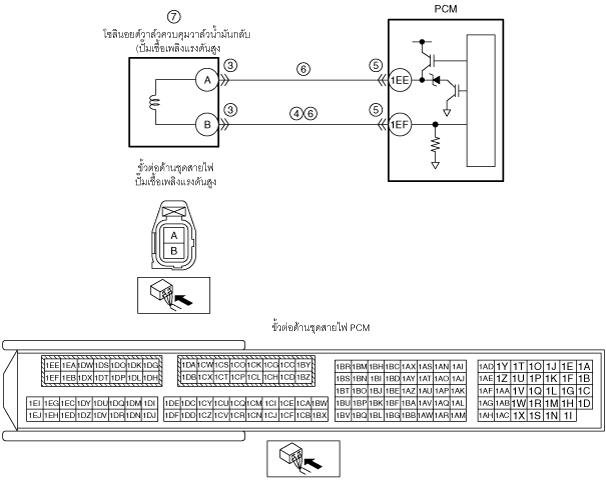 ⑦
โซลินอยด์วาล์วควบคุมวาล์วน้ำมันกลับ
(ปั๊มเชื้อเพลิงแรงดันสูง
PCM
③ ⑥ ⑤
A 1EE
③ ④⑥ ⑤
B 1EF
ขั้วต่อด้านชุดสายไฟ
ปั๊มเชื้อเพลิงแรงดันสูง
A
B
ขั้วต่อด้านชุดสายไฟ PCM
1EE 1EA 1DW 1DS 1DO 1DK 1DG 1DA 1CW 1CS 1CO 1CK 1CG 1CC 1BY 1BR 1BM 1BH 1BC 1AX 1AS 1AN 1AI 1AD 1Y 1T 1O 1J 1E 1A
1EF 1EB 1DX 1DT 1DP 1DL 1DH 1DB 1CX 1CT 1CP 1CL 1CH 1CD 1BZ 1BS 1BN 1BI 1BD 1AY 1AT 1AO 1AJ 1AE 1Z 1U 1P 1K 1F 1B
1BT 1BO 1BJ 1BE 1AZ 1AU 1AP 1AK 1AF 1AA 1V 1Q 1L 1G 1C
1EI 1EG 1EC 1DY 1DU 1DQ 1DM 1DI 1DE 1DC 1CY 1CU 1CQ 1CM 1CI 1CE 1CA 1BW 1BU 1BP 1BK 1BF 1BA 1AV 1AQ 1AL 1AG 1AB 1W 1R 1M 1H 1D
1EJ 1EH 1ED 1DZ 1DV 1DR 1DN 1DJ 1DF 1DD 1CZ 1CV 1CR 1CN 1CJ 1CF 1CB 1BX 1BV 1BQ 1BL 1BG 1BB 1AW 1AR 1AM 1AH 1AC 1X 1S 1N 1I